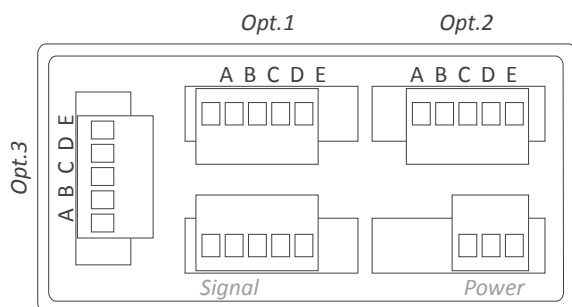 Opt.1
Opt.2
A B C D E
A B C D E
Opt.3
A B C D E
Signal
Power